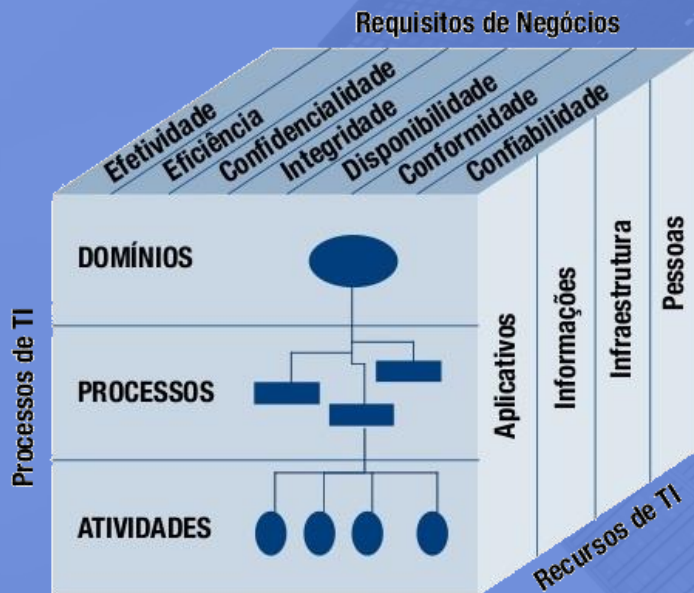 Requisitos de Negócios
Efetividade
Eficiência
Confidencialidade
Integridade
Disponibilidade
Conformidade
Confiabilidade
Processos de TI
DOMÍNIOS
PROCESSOS
ATIVIDADES
Aplicativos
Informações
Infraestrutura
Pessoas
Recursos de TI